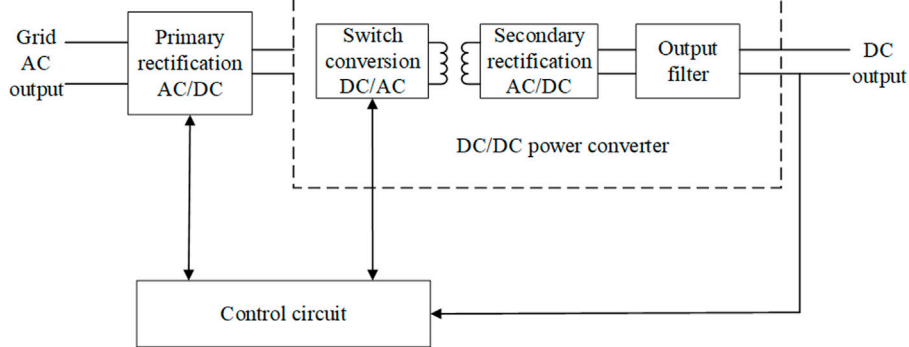 Grid
AC
output
Primary
rectification
AC/DC
Switch
conversion
DC/AC
Secondary
rectification
AC/DC
Output
filter
DC
output
DC/DC power converter
Control circuit